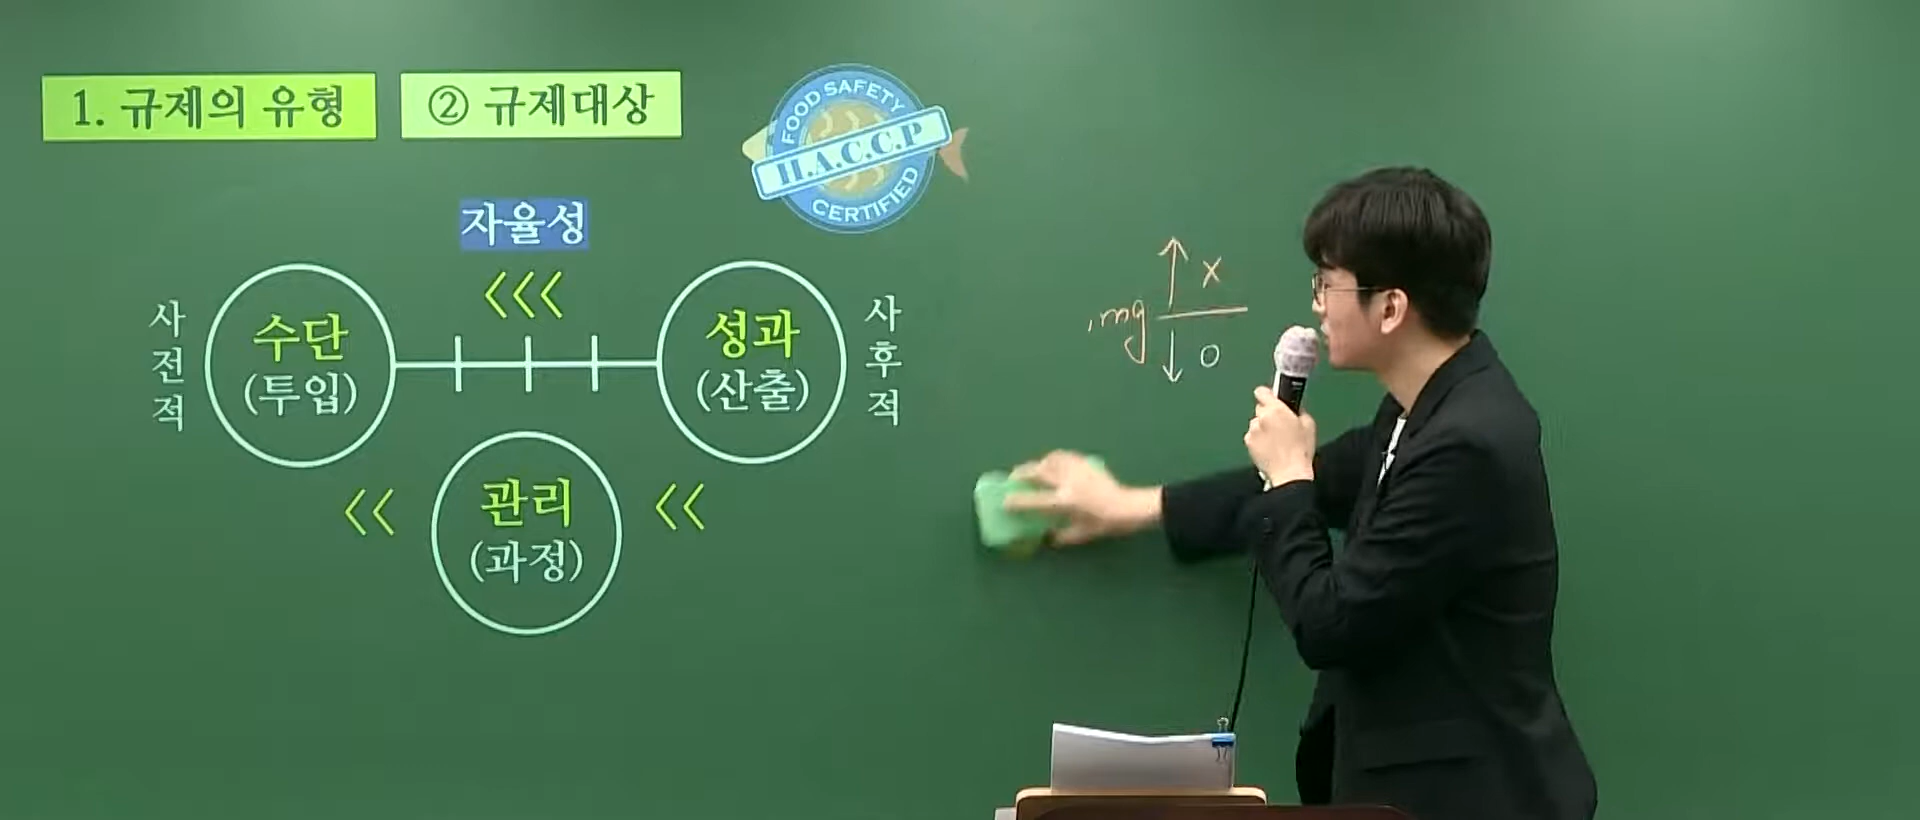 1. 규제의 유형
② 규제대상
FOOD SAFETY
H.A.C.C.P
CERTIFIED
자율성
<<<
사전적
수단
(투입)
성과
(산출)
사후적
<<
관리
(과정)
<<
x
mg
o